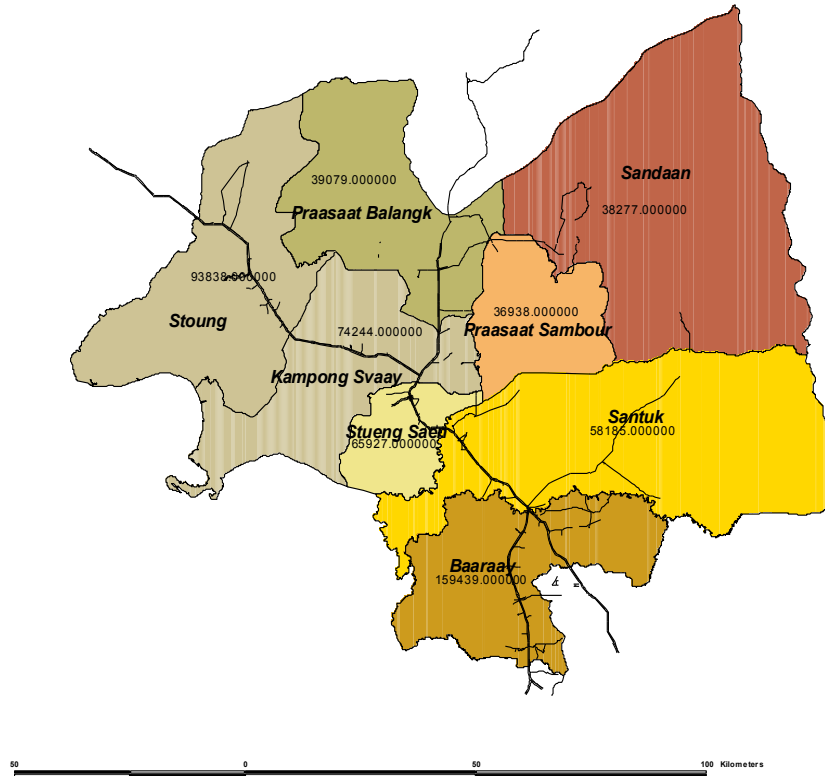 Sandaan
39079.000000
38277.000000
Praasaat Balangk
93838.000000
36938.000000
Stoung
74244.000000
Praasaat Sambour
Kampong Svaay
Santuk
Stueng Saen
58185.000000
65927.000000
Baaraay
159439.000000
50 0 50 100 Kilometers